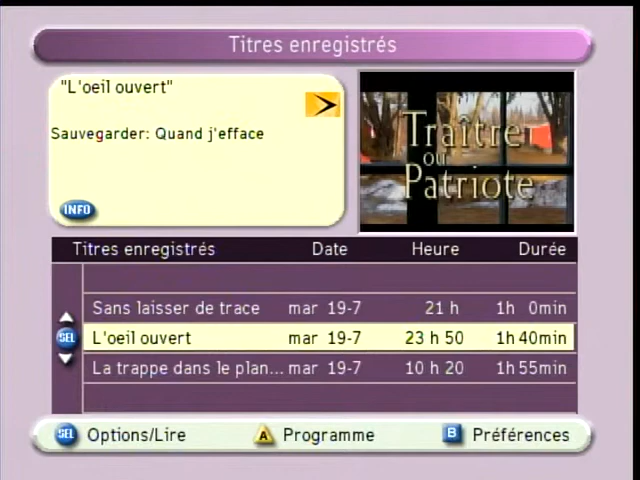 Titres enregistrés
"L'oeil ouvert"
Sauvegarder: Quand j'efface
INFO
Traître
ou
Patriote
Titres enregistrés Date Heure Durée
Sans laisser de trace mar 19-7 21 h 1h 0min
SEL L'oeil ouvert mar 19-7 23 h 50 1h 40min
La trappe dans le plan... mar 19-7 10 h 20 1h 55min
SEL Options/Lire A Programme B Préférences